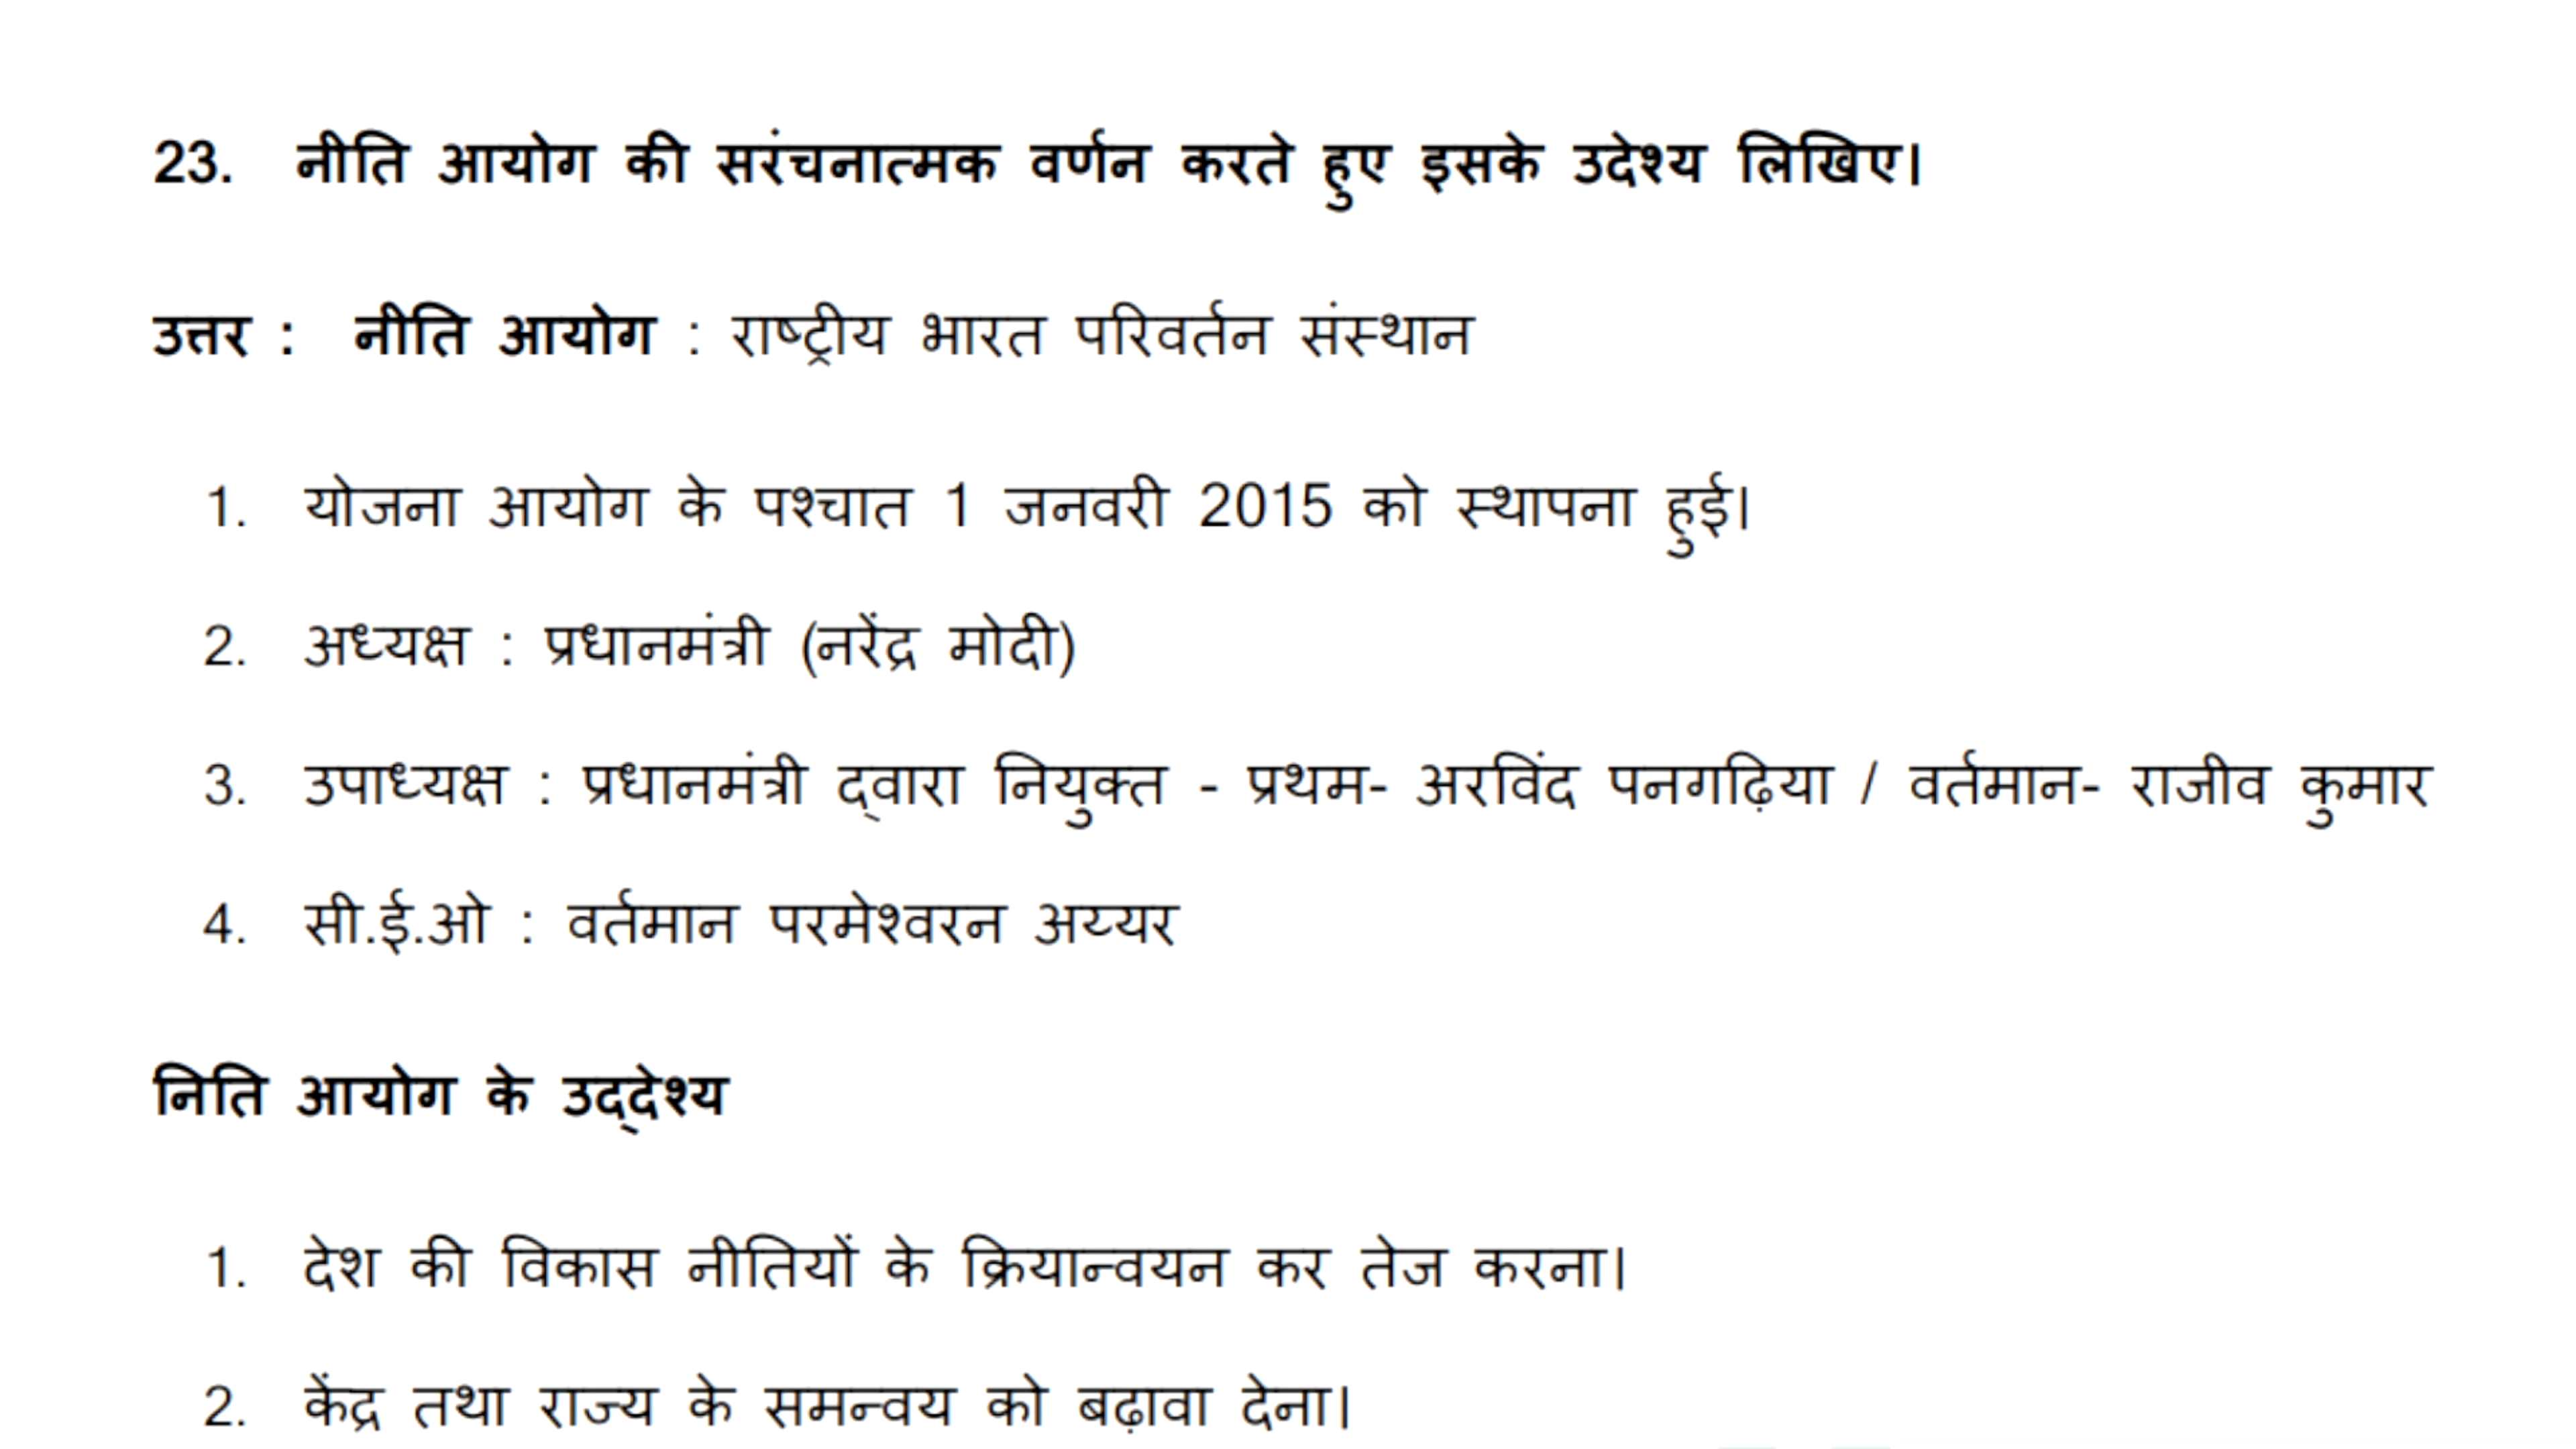 23. नीति आयोग की सरंचनात्मक वर्णन करते हुए इसके उदेश्य लिखिए।
उत्तर : नीति आयोग : राष्ट्रीय भारत परिवर्तन संस्थान
1. योजना आयोग के पश्चात 1 जनवरी 2015 को स्थापना हुई।
2. अध्यक्ष : प्रधानमंत्री (नरेंद्र मोदी)
3. उपाध्यक्ष : प्रधानमंत्री द्वारा नियुक्त - प्रथम- अरविंद पनगढ़िया / वर्तमान- राजीव कुमार
4. सी.ई.ओ : वर्तमान परमेश्वरन अय्यर
निति आयोग के उद्देश्य
1. देश की विकास नीतियों के क्रियान्वयन कर तेज करना।
2. केंद्र तथा राज्य के समन्वय को बढ़ावा देना।